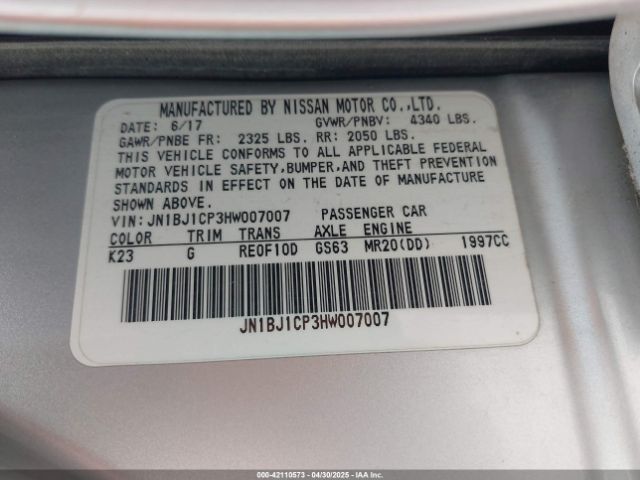 MANUFACTURED BY NISSAN MOTOR CO.,LTD.
DATE: 6/17 GVWR/PNBV: 4340 LBS.
GAWR/PNBE FR: 2325 LBS. RR: 2050 LBS.
THIS VEHICLE CONFORMS TO ALL APPLICABLE FEDERAL
MOTOR VEHICLE SAFETY,BUMPER,AND THEFT PREVENTION
STANDARDS IN EFFECT ON THE DATE OF MANUFACTURE
SHOWN ABOVE.
VIN: JN1BJ1CP3HW007007 PASSENGER CAR
COLOR TRIM TRANS AXLE ENGINE
K23 G RE0F10D GS63 MR20(DD) 1997CC
JN1BJ1CP3HW007007
000-42110573 - 04/30/2025 - IAAI.COM